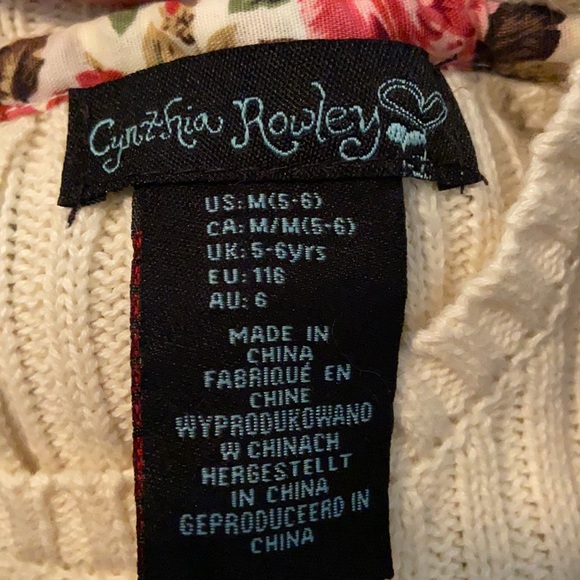 Cynthia Rowley
US: M(5-6)
CA: M/M(5-6)
UK: 5-6yrs
EU: 116
AU: 6
MADE IN
CHINA
FABRIQUÉ EN
CHINE
WYPRODUKOWANO
W CHINACH
HERGESTELLT
IN CHINA
GEPRODUCEERD IN
CHINA